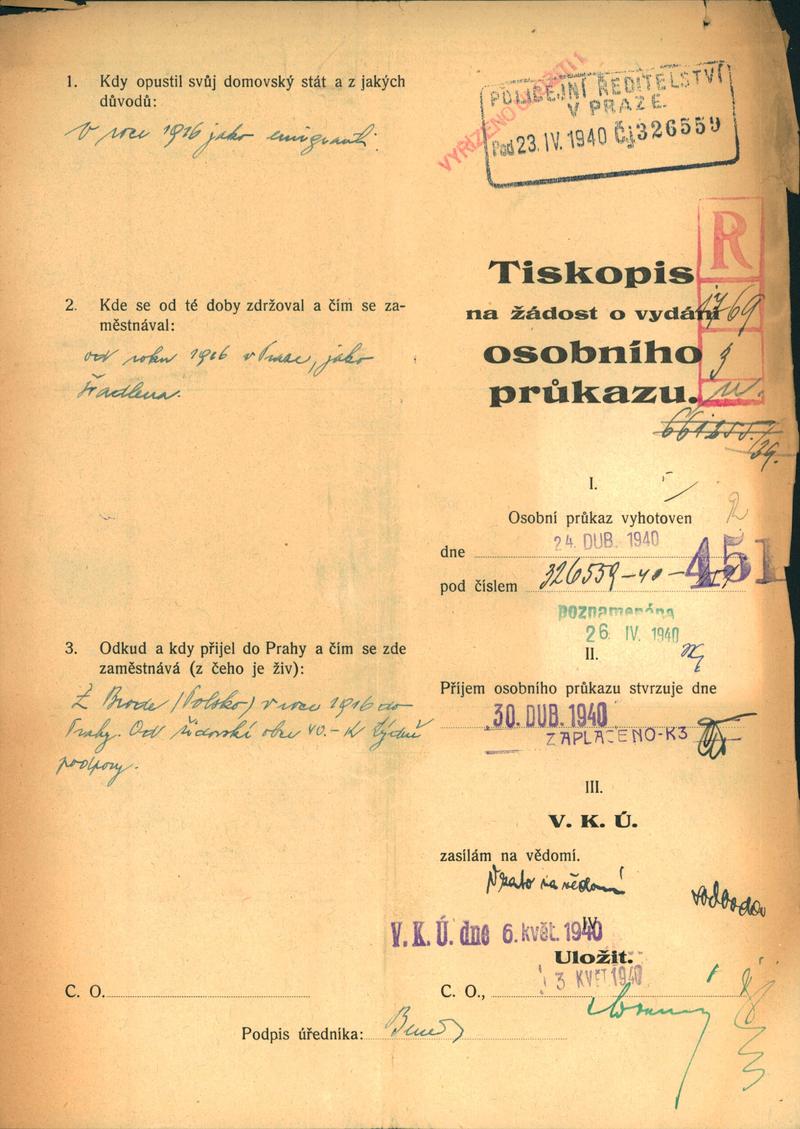 1. Kdy opustil svůj domovský stát a z jakých
důvodů:
V roce 1916 jako emigranti.
2. Kde se od té doby zdržoval a čím se za-
městnával:
od roku 1916 v Praze, jako
švadlena.
3. Odkud a kdy přijel do Prahy a čím se zde
zaměstnává (z čeho je živ):
Z Brode (Polsko) v roce 1916 do
Prahy. Od židovské obce 40.- K týdně
podpory.
C. O.
Podpis úředníka:
VYŘÍZENO
POLICEJNÍ ŘEDITELSTVÍ
V PRAZE.
Pod 23. IV. 1940 Čj 326559
R
1769
3
Tiskopis
na žádost o vydání
osobního
průkazu.
/39.
I.
Osobní průkaz vyhotoven
dne 24. DUB. 1940
451
pod číslem 326559-40-
poznamenána
26 IV. 1940
II.
Příjem osobního průkazu stvrzuje dne
30. DUB. 1940
ZAPLACENO-K3
III.
V. K. Ú.
zasílám na vědomí.
Vzato na vědomí
V.K.Ú. dne 6. květ. 1940
IV.
Uložit.
3 KVĚT 1940
C. O.,